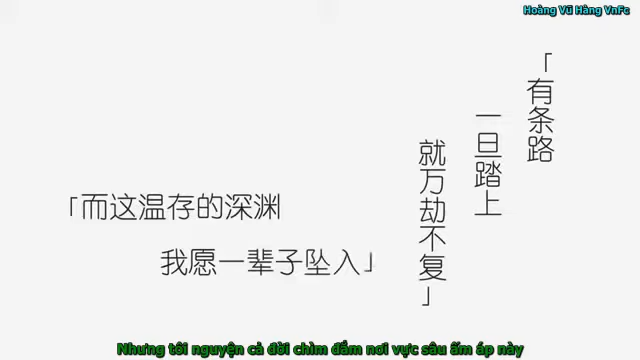 Hoàng Vũ Hàng VnFc
「有条路
一旦踏上
就万劫不复」
「而这温存的深渊
我愿一辈子坠入」
Nhưng tôi nguyện cả đời chìm đắm nơi vực sâu ấm áp này